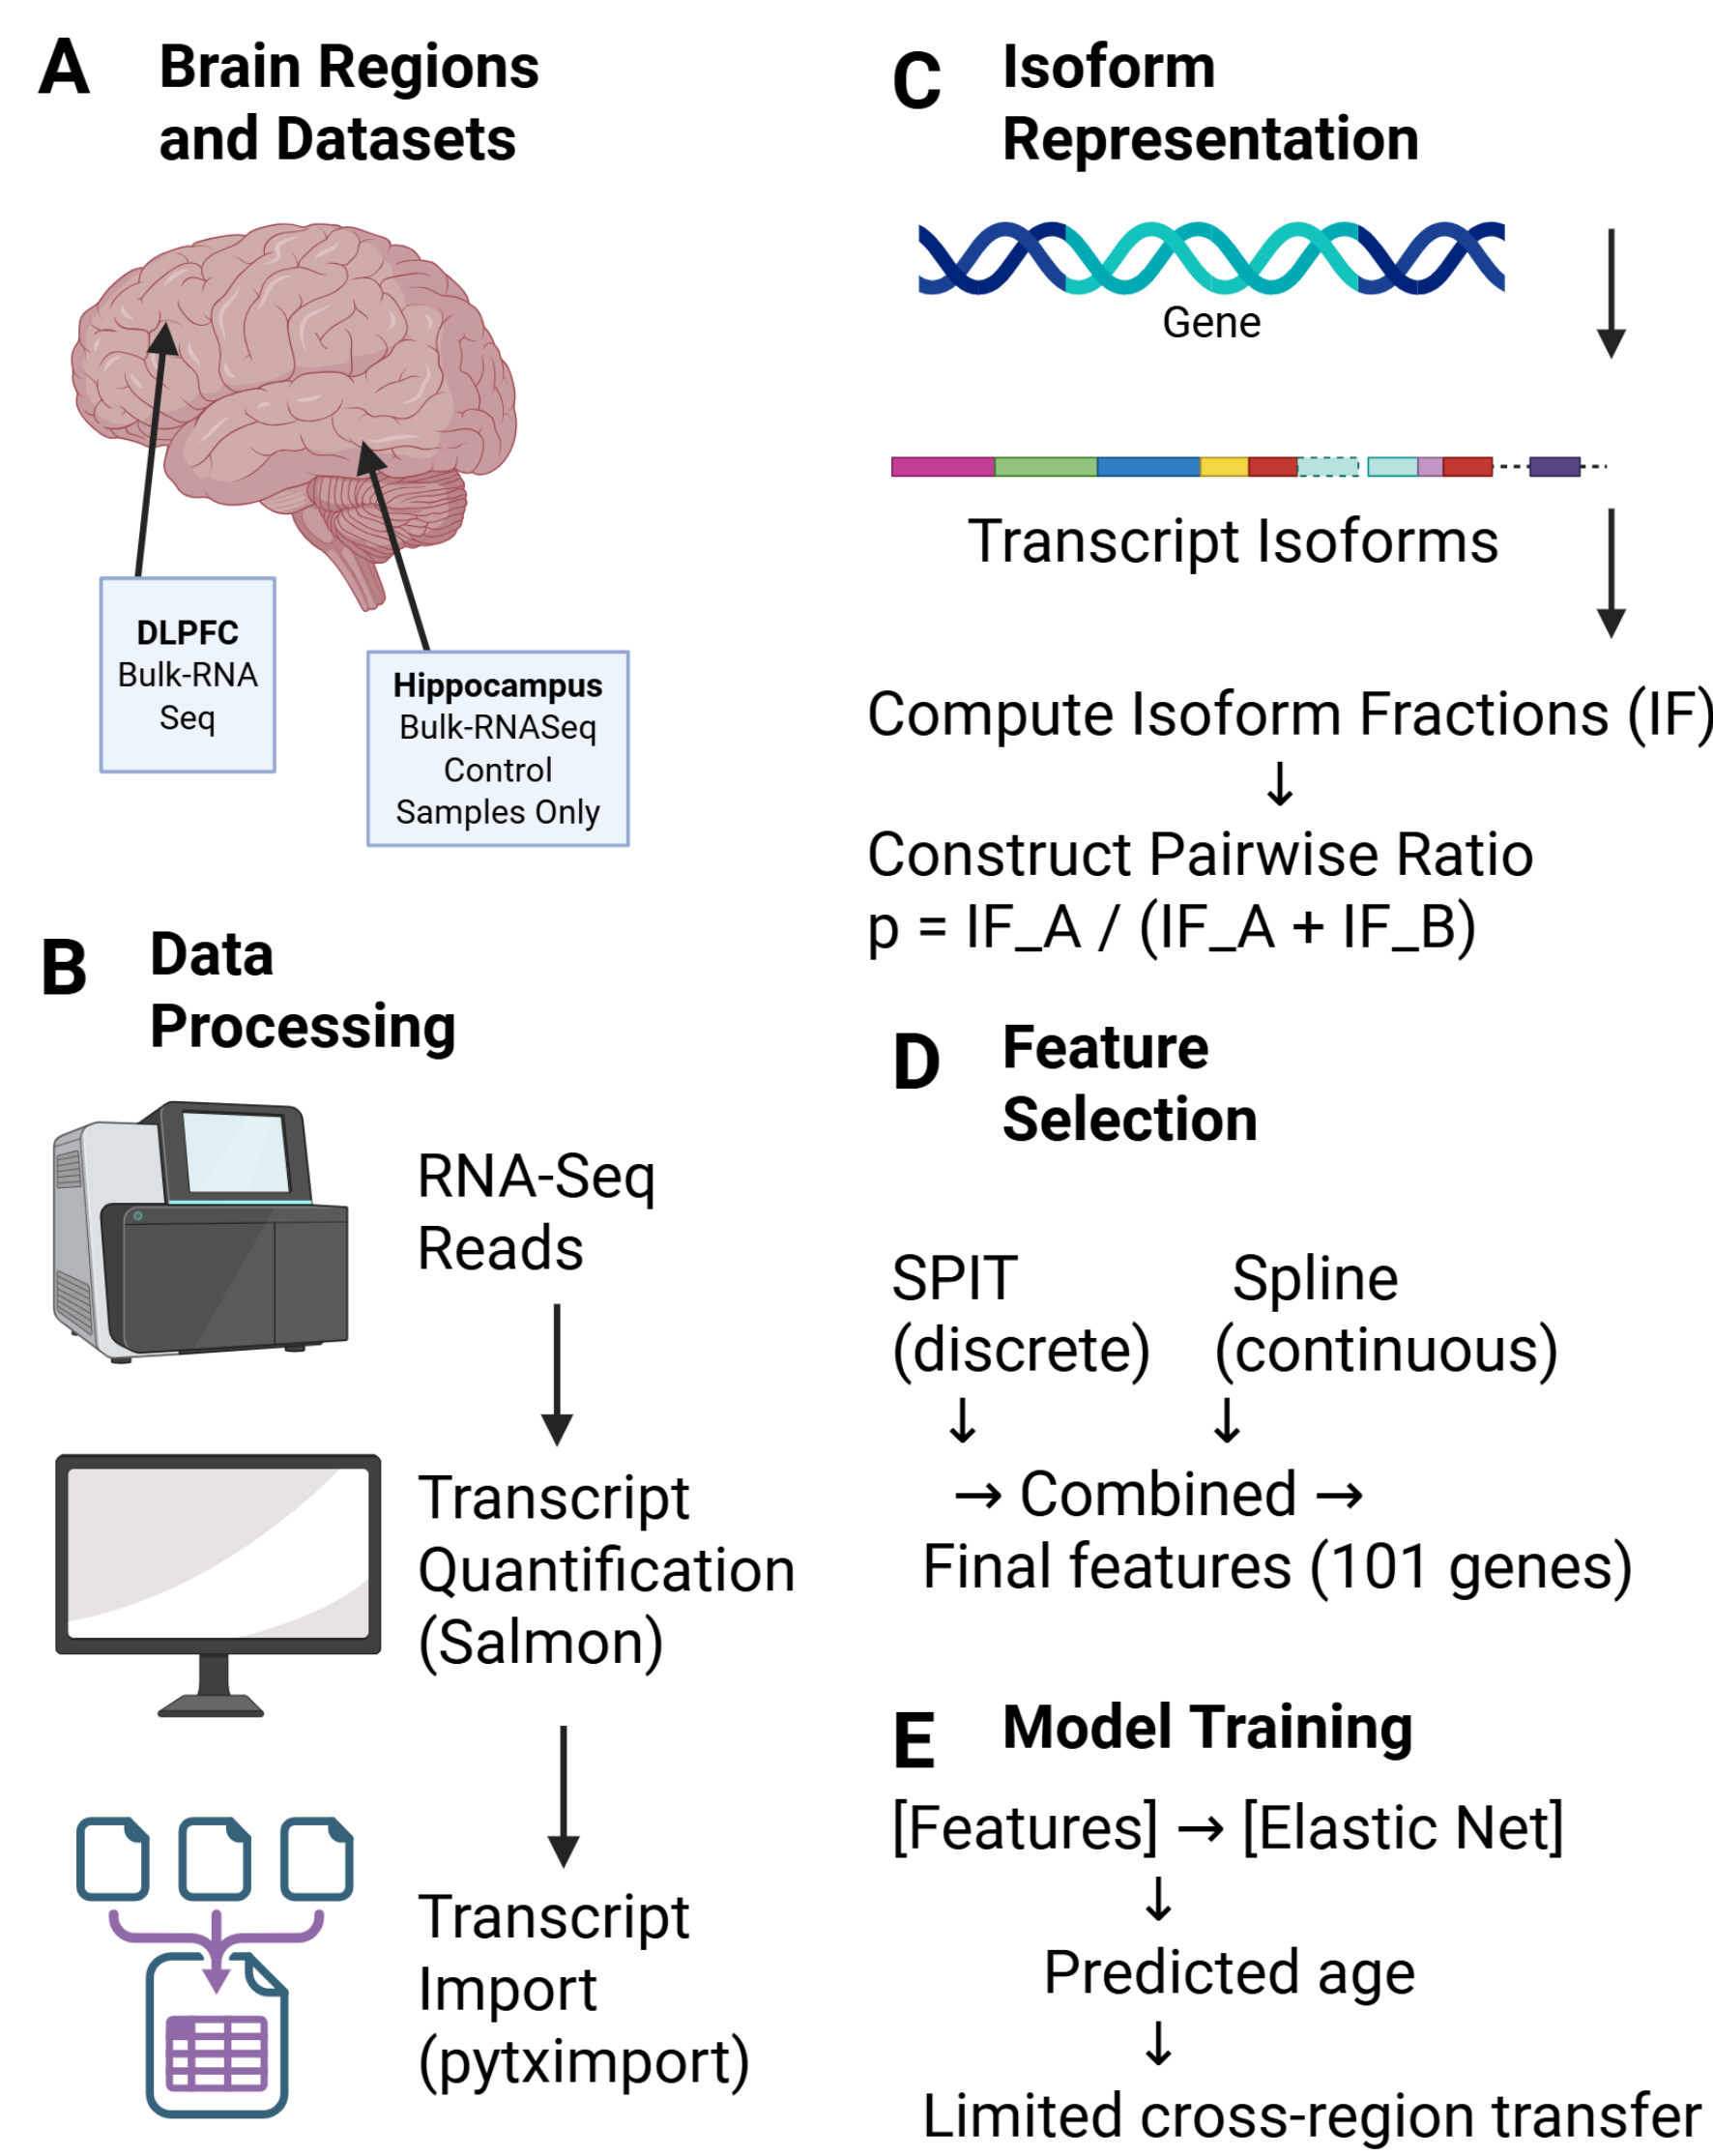 A
Brain Regions
and Datasets
DLPFC
Bulk-RNA
Seq
Hippocampus
Bulk-RNASeq
Control
Samples Only
B
Data
Processing
RNA-Seq
Reads
Transcript
Quantification
(Salmon)
Transcript
Import
(pytximport)
C
Isoform
Representation
Gene
Transcript Isoforms
Compute Isoform Fractions (IF)
↓
Construct Pairwise Ratio
p = IF_A / (IF_A + IF_B)
D
Feature
Selection
SPIT Spline
(discrete) (continuous)
↓ ↓
→ Combined →
Final features (101 genes)
E
Model Training
[Features] → [Elastic Net]
↓
Predicted age
↓
Limited cross-region transfer